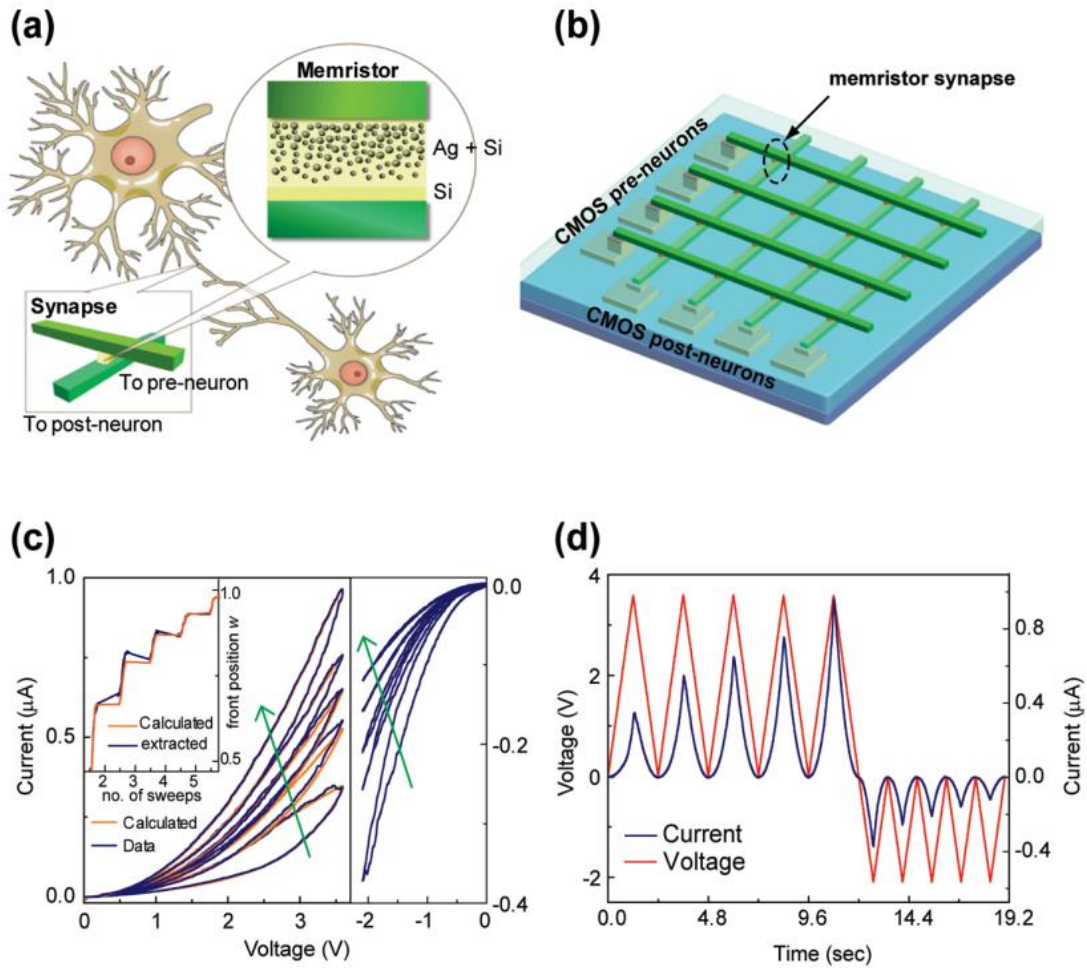 (a)
Memristor
Ag + Si
Si
Synapse
To pre-neuron
To post-neuron
(b)
memristor synapse
CMOS pre-neurons
CMOS post-neurons
(c)
1.0
0.5
0.0
Current (μA)
0 1 2 3
-2 -1 0
Voltage (V)
0.0
-0.2
-0.4
1.0
0.5
front position w
Calculated
extracted
2 3 4 5
no. of sweeps
Calculated
Data
(d)
4
2
0
-2
Voltage (V)
0.8
0.4
0.0
-0.4
Current (μA)
Current
Voltage
0.0 4.8 9.6 14.4 19.2
Time (sec)